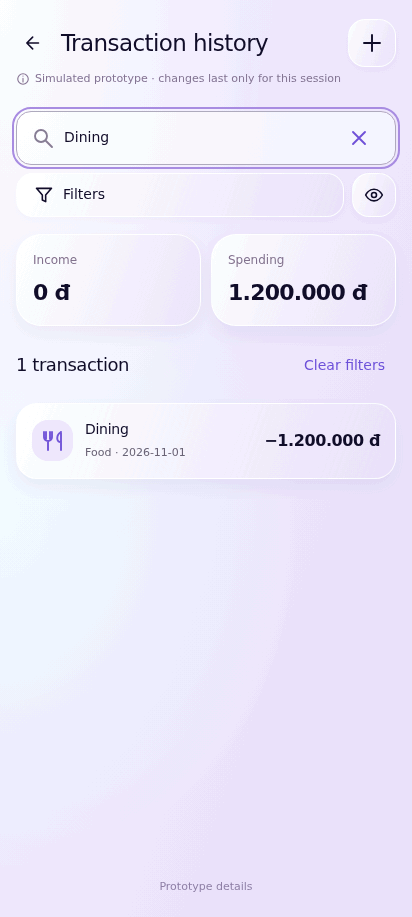 Transaction history
Simulated prototype · changes last only for this session
Dining
Filters
Income
0 đ
Spending
1.200.000 đ
1 transaction
Clear filters
Dining
Food · 2026-11-01
−1.200.000 đ
Prototype details